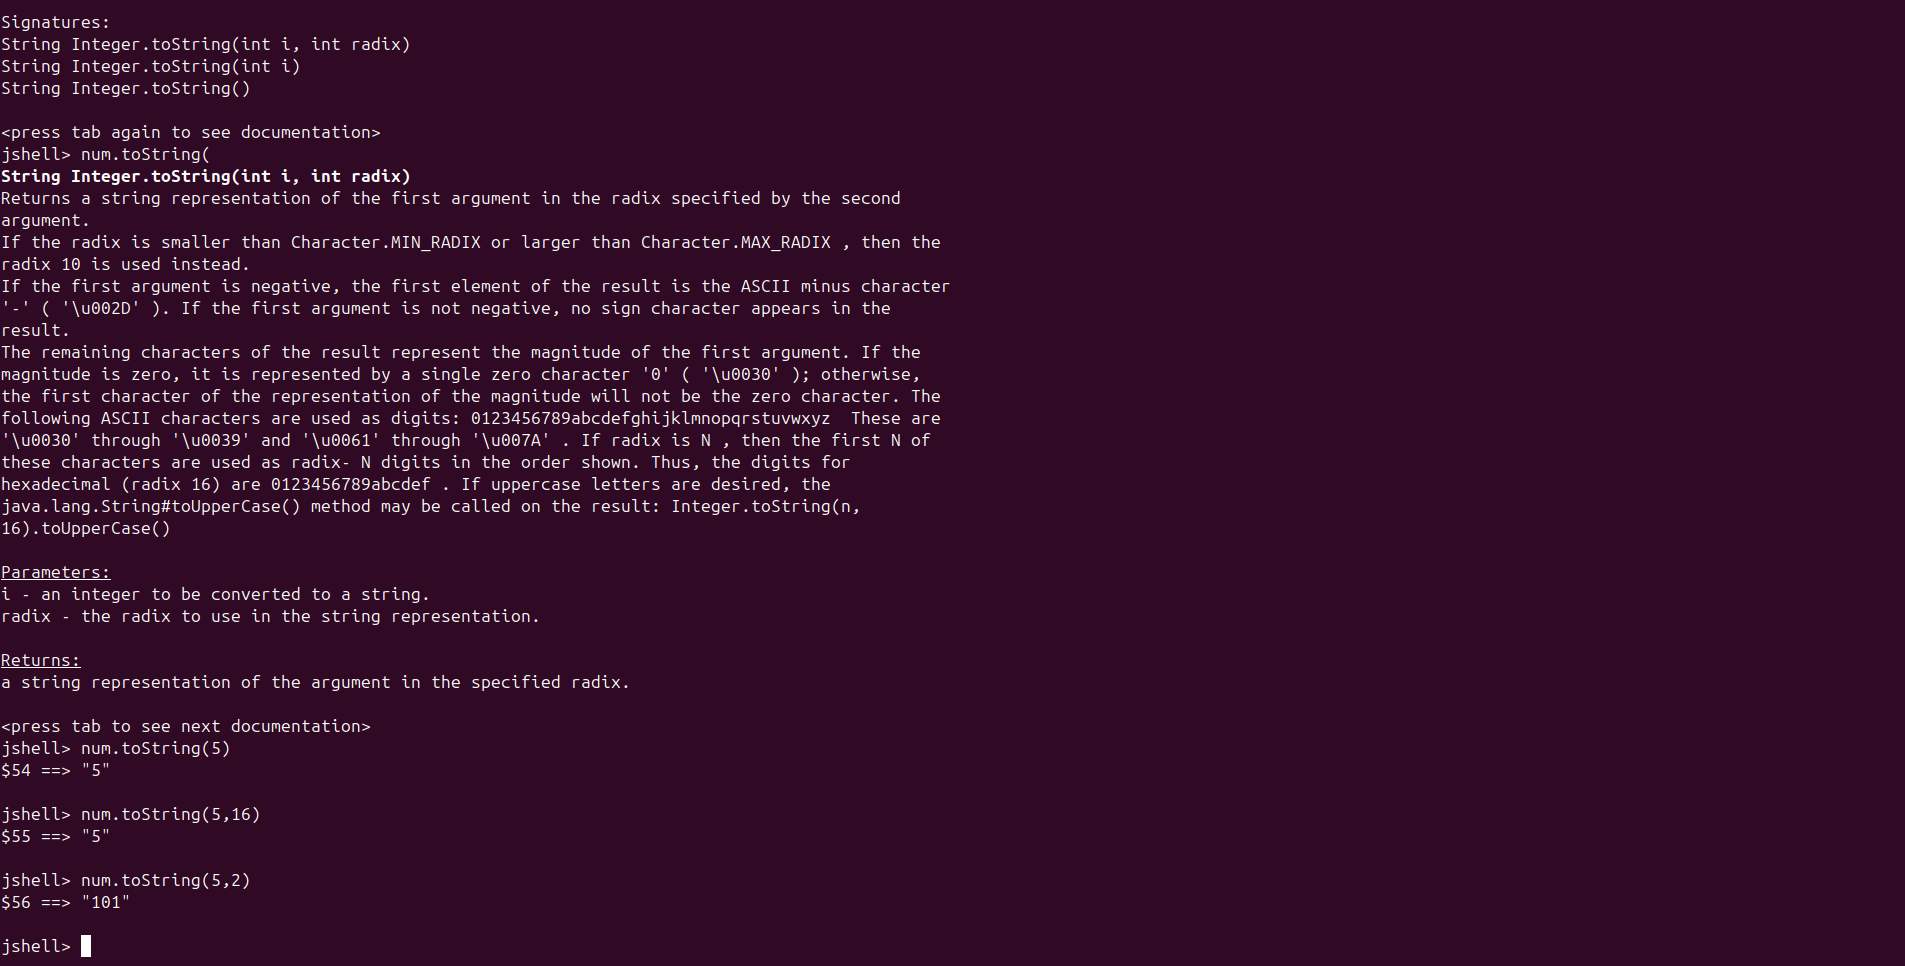 Signatures:
String Integer.toString(int i, int radix)
String Integer.toString(int i)
String Integer.toString()
<press tab again to see documentation>
jshell> num.toString(
String Integer.toString(int i, int radix)
Returns a string representation of the first argument in the radix specified by the second
argument.
If the radix is smaller than Character.MIN_RADIX or larger than Character.MAX_RADIX , then the
radix 10 is used instead.
If the first argument is negative, the first element of the result is the ASCII minus character
'-' ( '\u002D' ). If the first argument is not negative, no sign character appears in the
result.
The remaining characters of the result represent the magnitude of the first argument. If the
magnitude is zero, it is represented by a single zero character '0' ( '\u0030' ); otherwise,
the first character of the representation of the magnitude will not be the zero character. The
following ASCII characters are used as digits: 0123456789abcdefghijklmnopqrstuvwxyz  These are
'\u0030' through '\u0039' and '\u0061' through '\u007A' . If radix is N , then the first N of
these characters are used as radix- N digits in the order shown. Thus, the digits for
hexadecimal (radix 16) are 0123456789abcdef . If uppercase letters are desired, the
java.lang.String#toUpperCase() method may be called on the result: Integer.toString(n,
16).toUpperCase()
Parameters:
i - an integer to be converted to a string.
radix - the radix to use in the string representation.
Returns:
a string representation of the argument in the specified radix.
<press tab to see next documentation>
jshell> num.toString(5)
$54 ==> "5"
jshell> num.toString(5,16)
$55 ==> "5"
jshell> num.toString(5,2)
$56 ==> "101"
jshell>